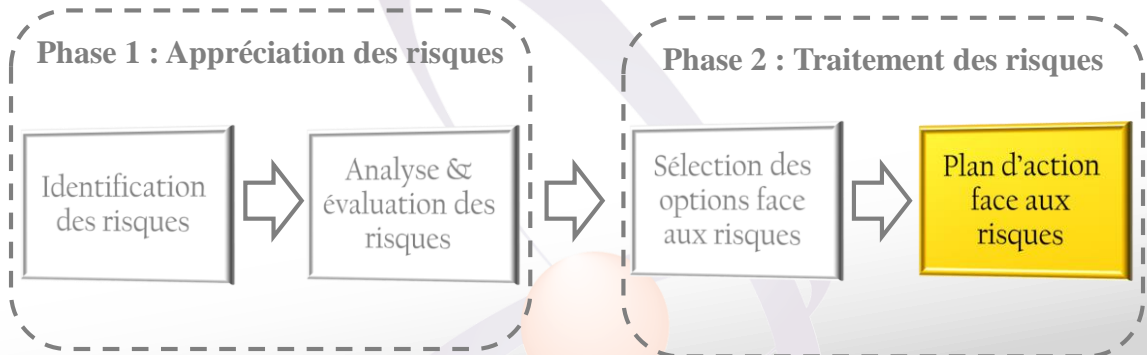 Phase 1 : Appréciation des risques
Identification
des risques
Analyse &
évaluation des
risques
Phase 2 : Traitement des risques
Sélection des
options face
aux risques
Plan d’action
face aux
risques